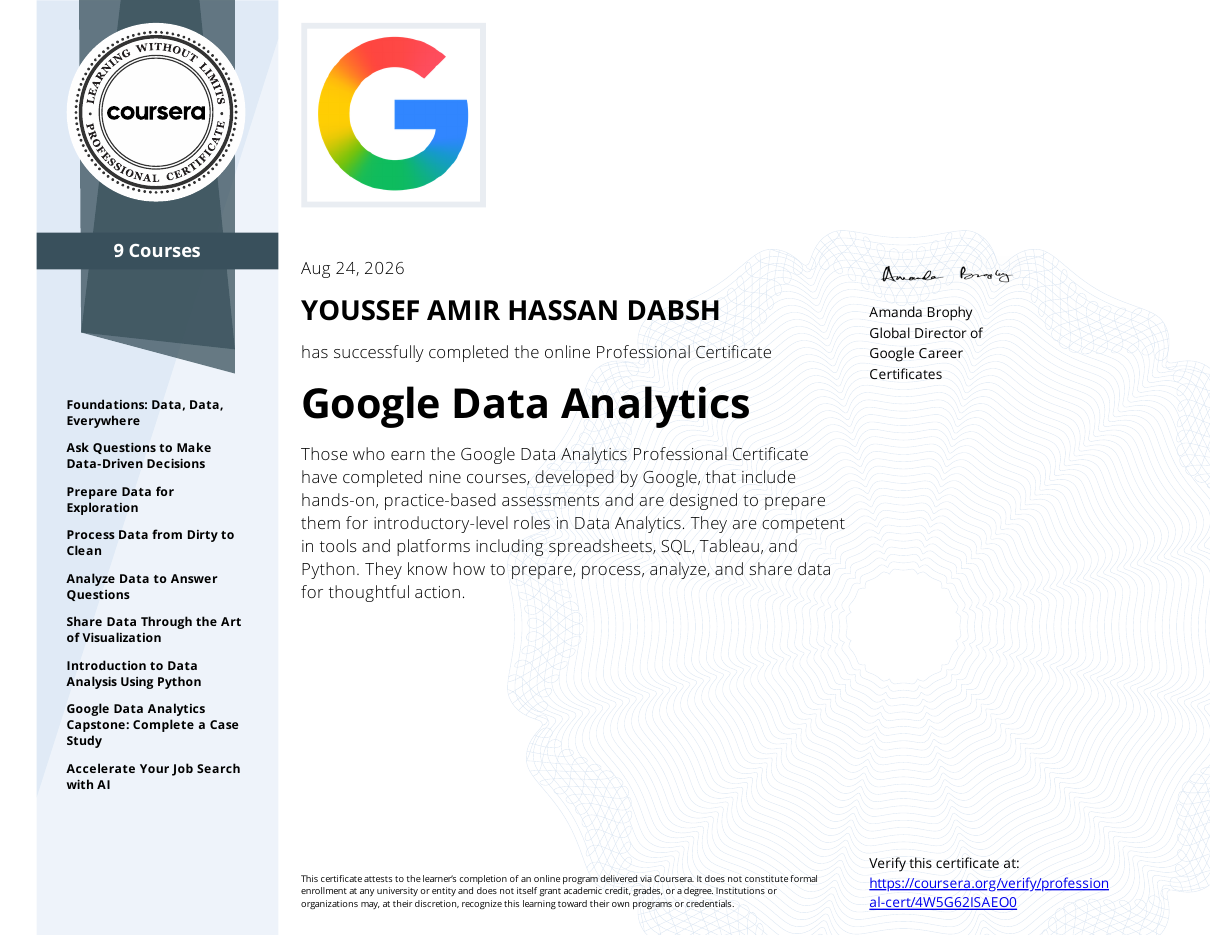 LEARNING WITHOUT LIMITS
coursera
PROFESSIONAL CERTIFICATE
9 Courses
Foundations: Data, Data,
Everywhere
Ask Questions to Make
Data-Driven Decisions
Prepare Data for
Exploration
Process Data from Dirty to
Clean
Analyze Data to Answer
Questions
Share Data Through the Art
of Visualization
Introduction to Data
Analysis Using Python
Google Data Analytics
Capstone: Complete a Case
Study
Accelerate Your Job Search
with AI
G
Aug 24, 2026
YOUSSEF AMIR HASSAN DABSH
has successfully completed the online Professional Certificate
Google Data Analytics
Those who earn the Google Data Analytics Professional Certificate
have completed nine courses, developed by Google, that include
hands-on, practice-based assessments and are designed to prepare
them for introductory-level roles in Data Analytics. They are competent
in tools and platforms including spreadsheets, SQL, Tableau, and
Python. They know how to prepare, process, analyze, and share data
for thoughtful action.
Amanda Brophy
Amanda Brophy
Global Director of
Google Career
Certificates
This certificate attests to the learner’s completion of an online program delivered via Coursera. It does not constitute formal
enrollment at any university or entity and does not itself grant academic credit, grades, or a degree. Institutions or
organizations may, at their discretion, recognize this learning toward their own programs or credentials.
Verify this certificate at:
https://coursera.org/verify/profession
al-cert/4W5G62ISAEO0